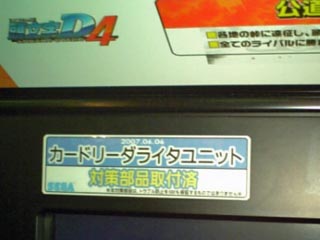 D4
公道
■各地の峠に遠征し、
■全てのライバルに勝
2007.06.06
カードリーダライタユニット
対策部品取付済
SEGA